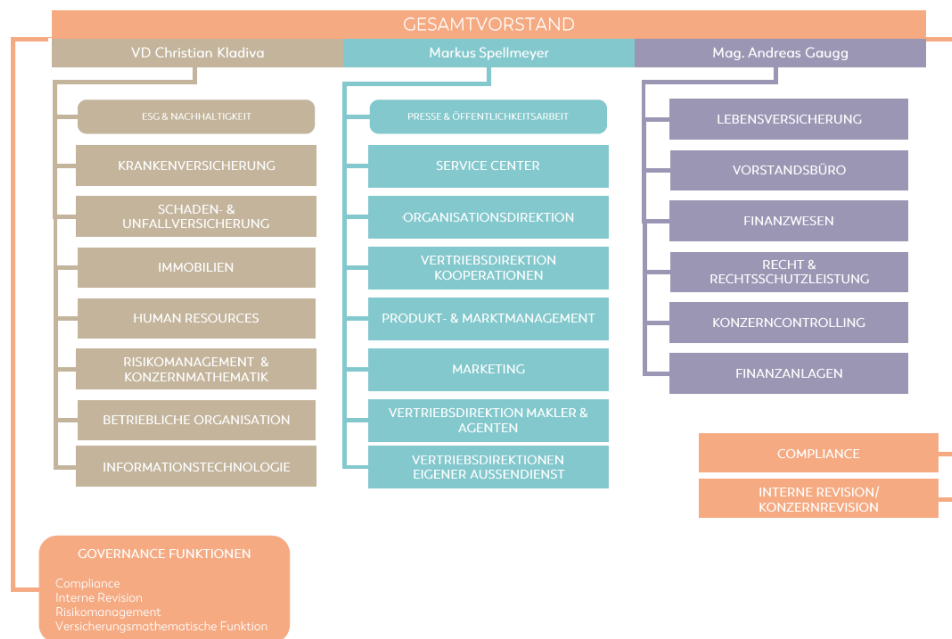 GESAMTVORSTAND
VD Christian Kladiva
Markus Spellmeyer
Mag. Andreas Gaugg
ESG & NACHHALTIGKEIT
KRANKENVERSICHERUNG
SCHADEN- &
UNFALLVERSICHERUNG
IMMOBILIEN
HUMAN RESOURCES
RISIKOMANAGEMENT &
KONZERNMATHEMATIK
BETRIEBLICHE ORGANISATION
INFORMATIONSTECHNOLOGIE
PRESSE & ÖFFENTLICHKEITSARBEIT
SERVICE CENTER
ORGANISATIONSDIREKTION
VERTRIEBSDIREKTION
KOOPERATIONEN
PRODUKT- & MARKTMANAGEMENT
MARKETING
VERTRIEBSDIREKTION MAKLER &
AGENTEN
VERTRIEBSDIREKTIONEN
EIGENER AUSSENDIENST
LEBENSVERSICHERUNG
VORSTANDSBÜRO
FINANZWESEN
RECHT &
RECHTSSCHUTZLEISTUNG
KONZERNCONTROLLING
FINANZANLAGEN
COMPLIANCE
INTERNE REVISION/
KONZERNREVISION
GOVERNANCE FUNKTIONEN
Compliance
Interne Revision
Risikomanagement
Versicherungsmathematische Funktion